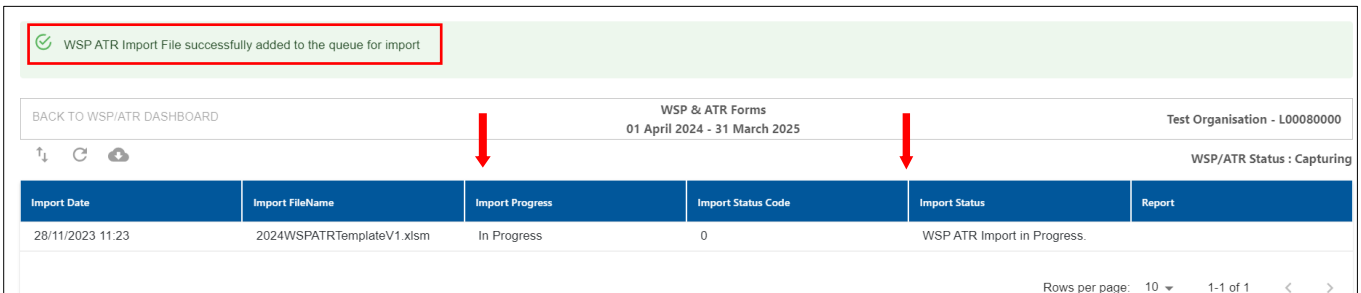 WSP ATR Import File successfully added to the queue for import
BACK TO WSP/ATR DASHBOARD
WSP & ATR Forms
01 April 2024 - 31 March 2025
Test Organisation - L00080000
WSP/ATR Status : Capturing
Import Date Import FileName Import Progress Import Status Code Import Status Report
28/11/2023 11:23 2024WSPATRTemplateV1.xlsm In Progress 0 WSP ATR Import in Progress.
Rows per page: 10 1-1 of 1